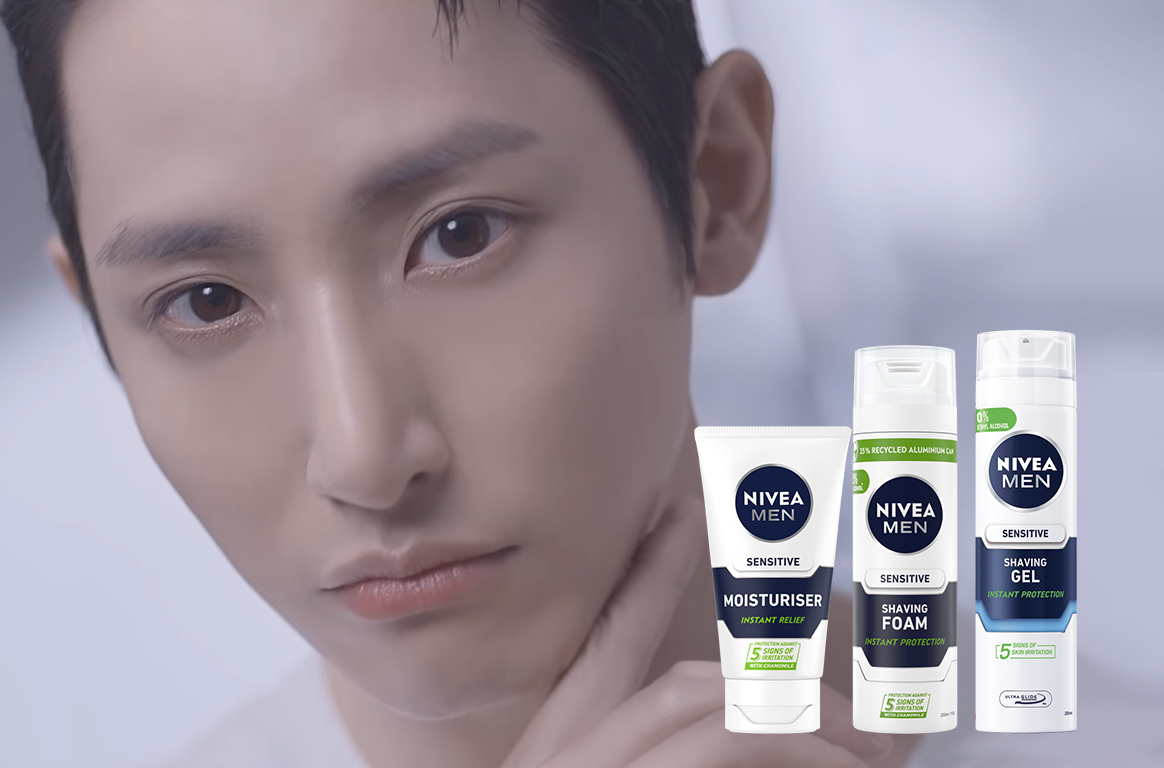 NIVEA
MEN
SENSITIVE
MOISTURISER
INSTANT RELIEF
PROTECTION AGAINST
5 SIGNS OF
IRRITATION
WITH CHAMOMILE
25% RECYCLED ALUMINIUM CAN
NIVEA
MEN
SENSITIVE
SHAVING
FOAM
INSTANT PROTECTION
PROTECTION AGAINST
5 SIGNS OF
IRRITATION
WITH CHAMOMILE
0%
ALCOHOL
NIVEA
MEN
SENSITIVE
SHAVING
GEL
INSTANT PROTECTION
5 SIGNS OF
SKIN IRRITATION
ULTRA GLIDE